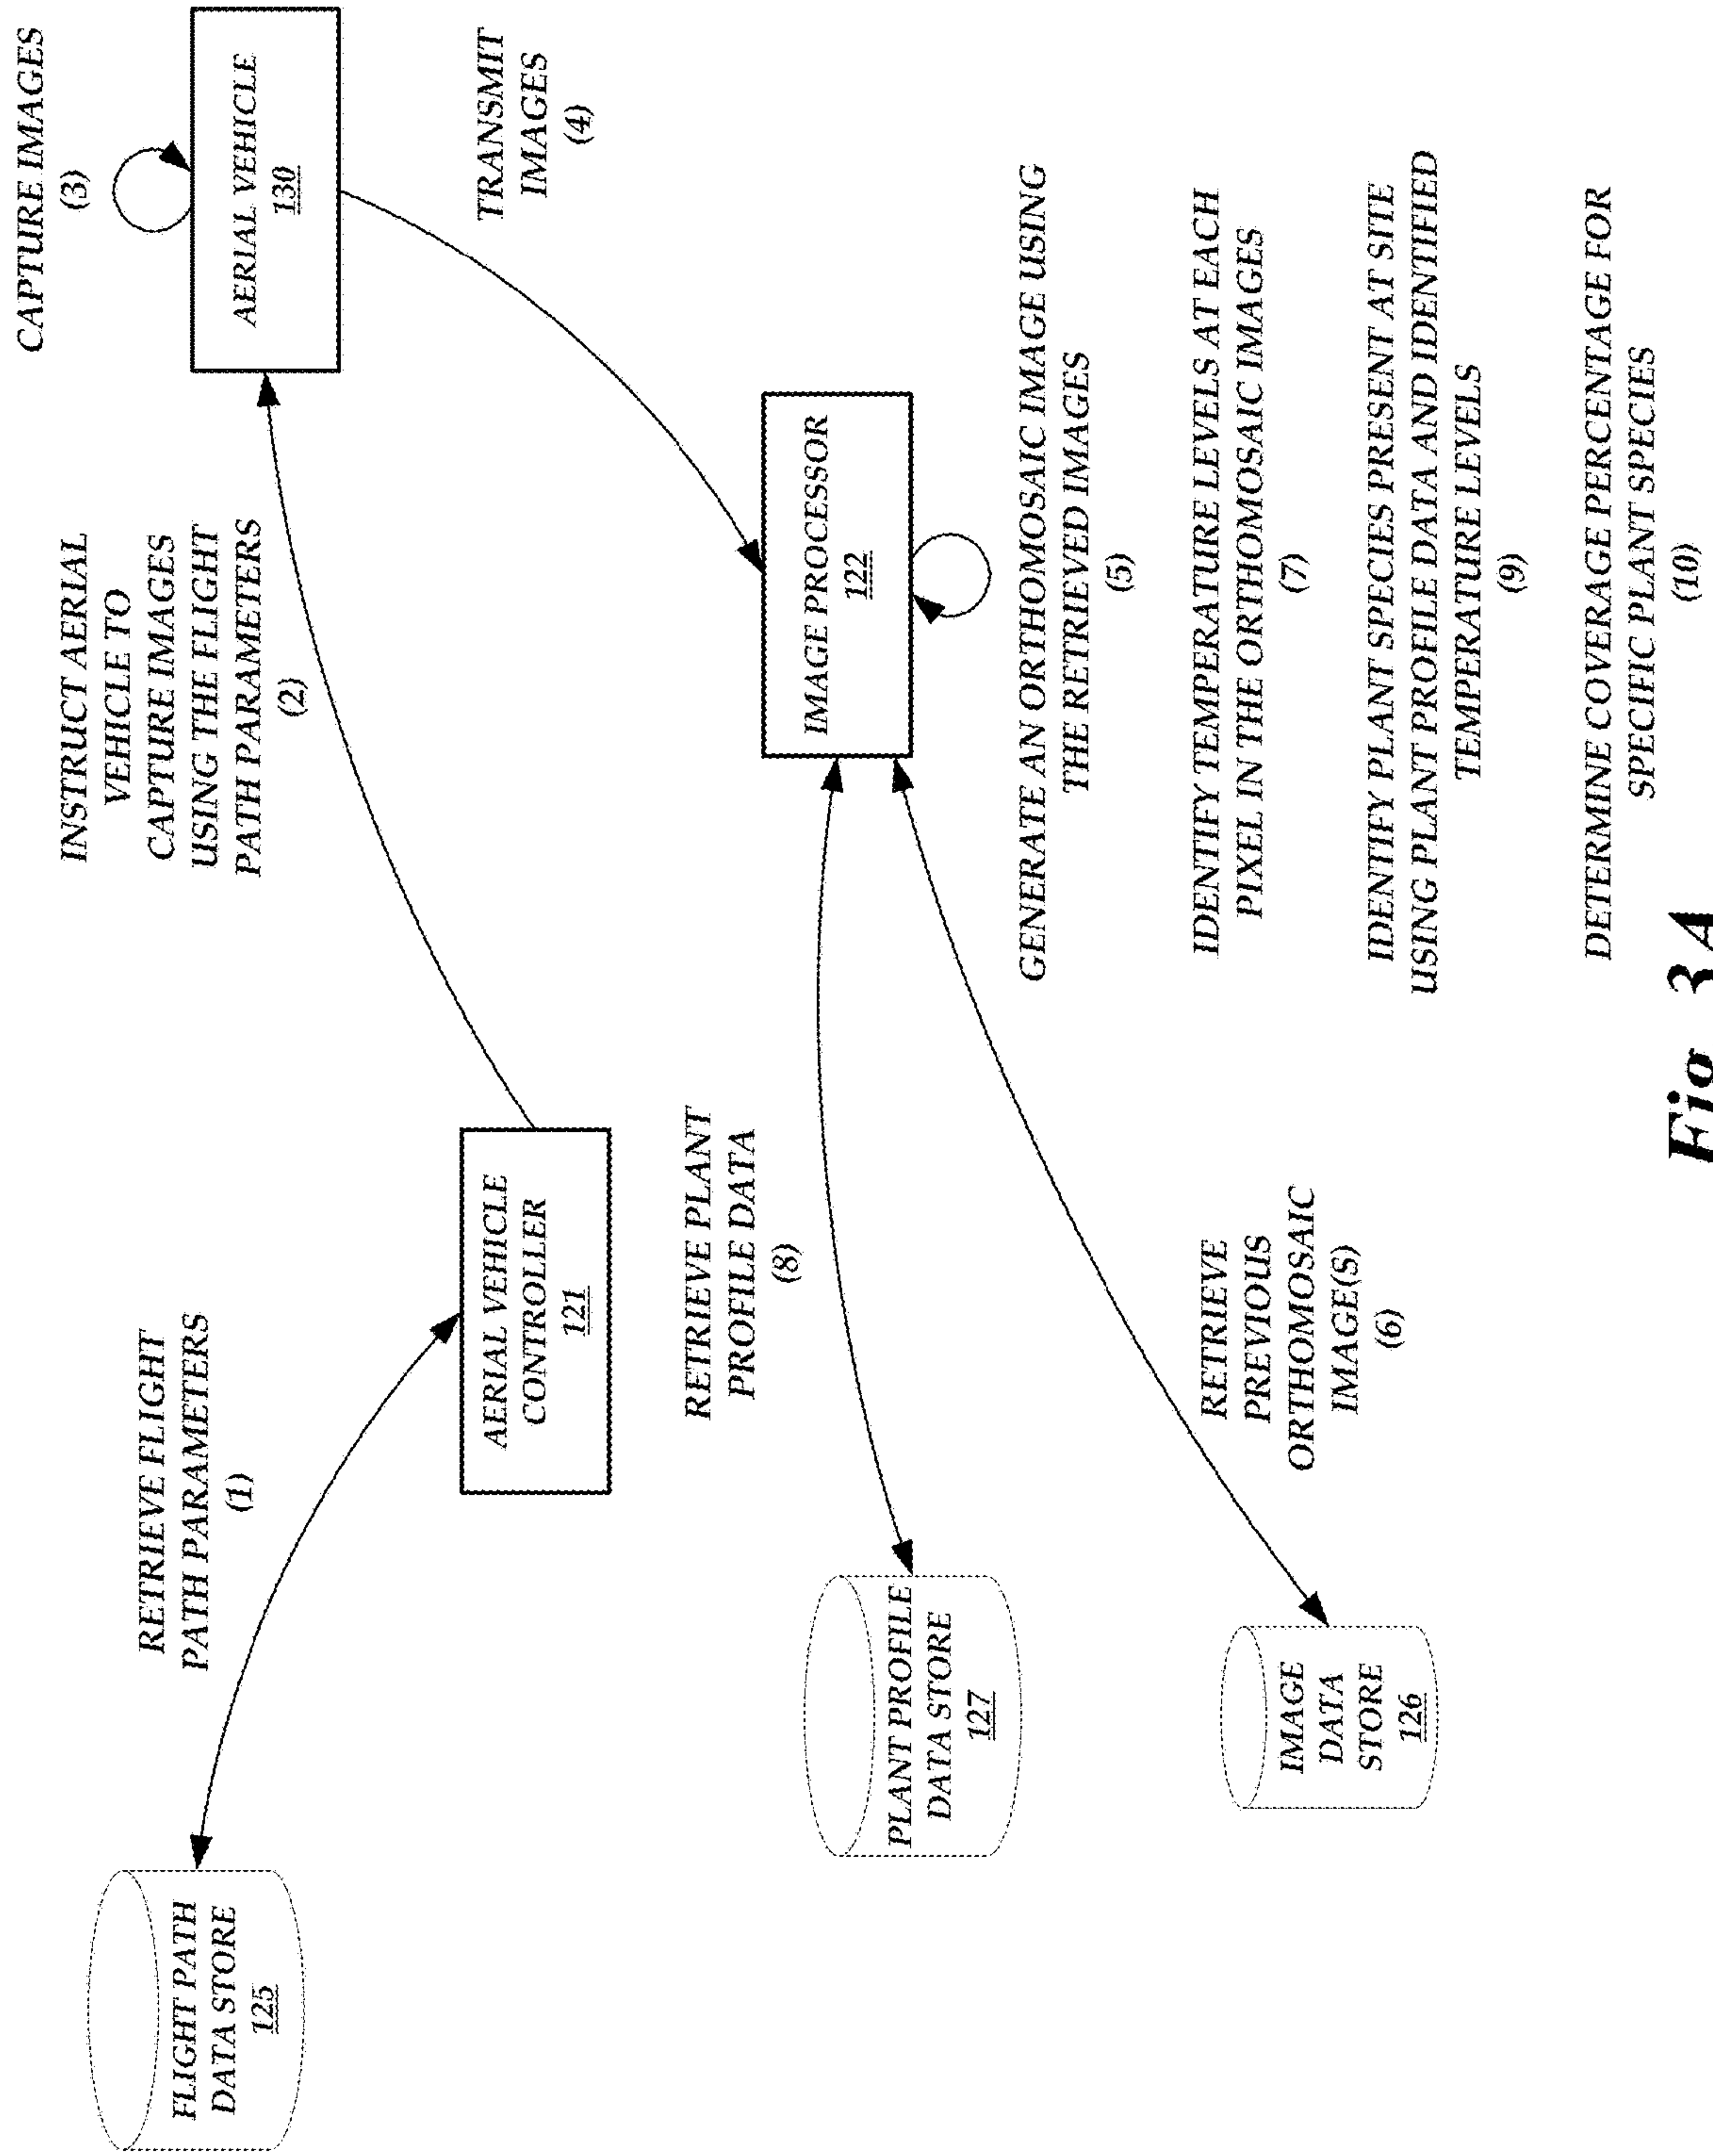 RETRIEVE FLIGHT
PATH PARAMETERS
(1)
FLIGHT PATH
DATA STORE
125
AERIAL VEHICLE
CONTROLLER
121
INSTRUCT AERIAL
VEHICLE TO
CAPTURE IMAGES
USING THE FLIGHT
PATH PARAMETERS
(2)
CAPTURE IMAGES
(3)
AERIAL VEHICLE
130
TRANSMIT
IMAGES
(4)
IMAGE PROCESSOR
122
GENERATE AN ORTHOMOSAIC IMAGE USING
THE RETRIEVED IMAGES
(5)
IDENTIFY TEMPERATURE LEVELS AT EACH
PIXEL IN THE ORTHOMOSAIC IMAGES
(7)
IDENTIFY PLANT SPECIES PRESENT AT SITE
USING PLANT PROFILE DATA AND IDENTIFIED
TEMPERATURE LEVELS
(9)
DETERMINE COVERAGE PERCENTAGE FOR
SPECIFIC PLANT SPECIES
(10)
RETRIEVE PLANT
PROFILE DATA
(8)
PLANT PROFILE
DATA STORE
127
RETRIEVE
PREVIOUS
ORTHOMOSAIC
IMAGE(S)
(6)
IMAGE
DATA
STORE
126
Fig. 3A